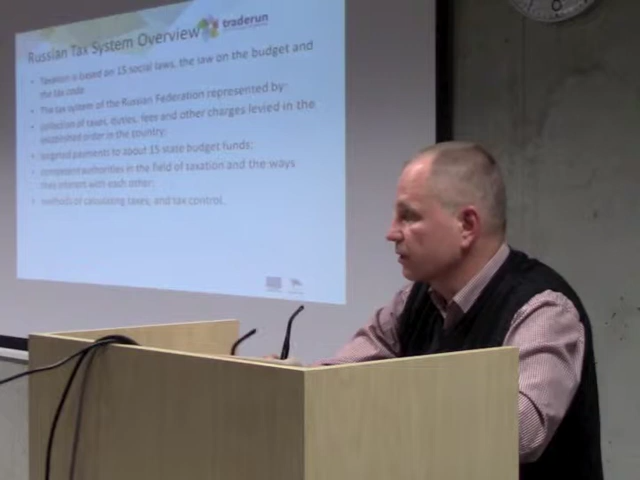 traderun
Russian Tax System Overview
• Taxation is based on 15 social laws, the law on the budget and
the tax code
• The tax system of the Russian Federation represented by:
• collection of taxes, duties, fees and other charges levied in the
established order in the country;
• targeted payments to about 15 state budget funds;
• competent authorities in the field of taxation and the ways
they interact with each other;
• methods of calculating taxes, and tax control.